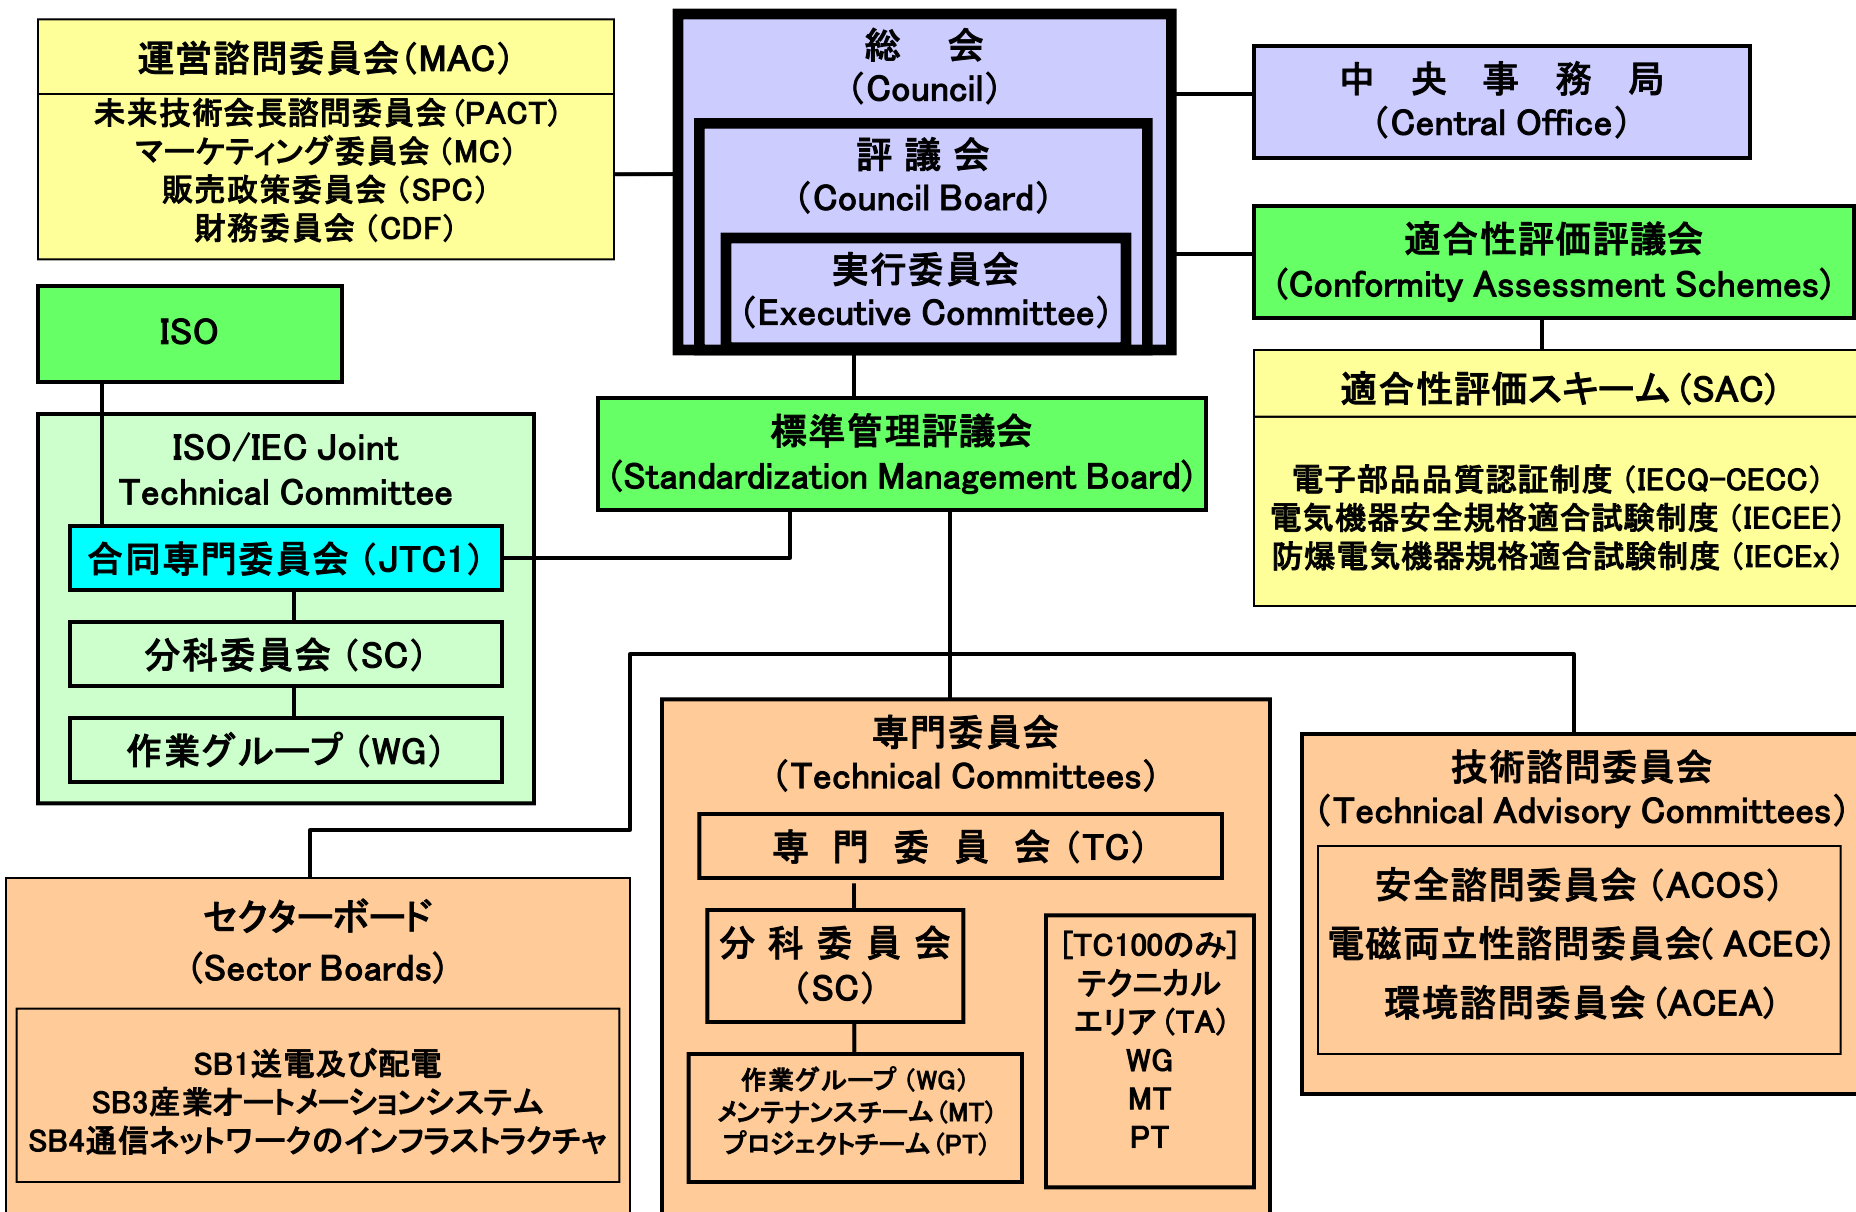 運営諮問委員会(MAC)
未来技術会長諮問委員会(PACT)
マーケティング委員会(MC)
販売政策委員会(SPC)
財務委員会(CDF)
総 会
(Council)
評 議 会
(Council Board)
実行委員会
(Executive Committee)
中 央 事 務 局
(Central Office)
適合性評価評議会
(Conformity Assessment Schemes)
適合性評価スキーム(SAC)
電子部品品質認証制度(IECQ-CECC)
電気機器安全規格適合試験制度(IECEE)
防爆電気機器規格適合試験制度(IECEx)
ISO
ISO/IEC Joint
Technical Committee
合同専門委員会(JTC1)
分科委員会(SC)
作業グループ(WG)
標準管理評議会
(Standardization Management Board)
セクターボード
(Sector Boards)
SB1送電及び配電
SB3産業オートメーションシステム
SB4通信ネットワークのインフラストラクチャ
専門委員会
(Technical Committees)
専 門 委 員 会(TC)
分 科 委 員 会
(SC)
作業グループ(WG)
メンテナンスチーム(MT)
プロジェクトチーム(PT)
[TC100のみ]
テクニカル
エリア(TA)
WG
MT
PT
技術諮問委員会
(Technical Advisory Committees)
安全諮問委員会(ACOS)
電磁両立性諮問委員会( ACEC)
環境諮問委員会(ACEA)